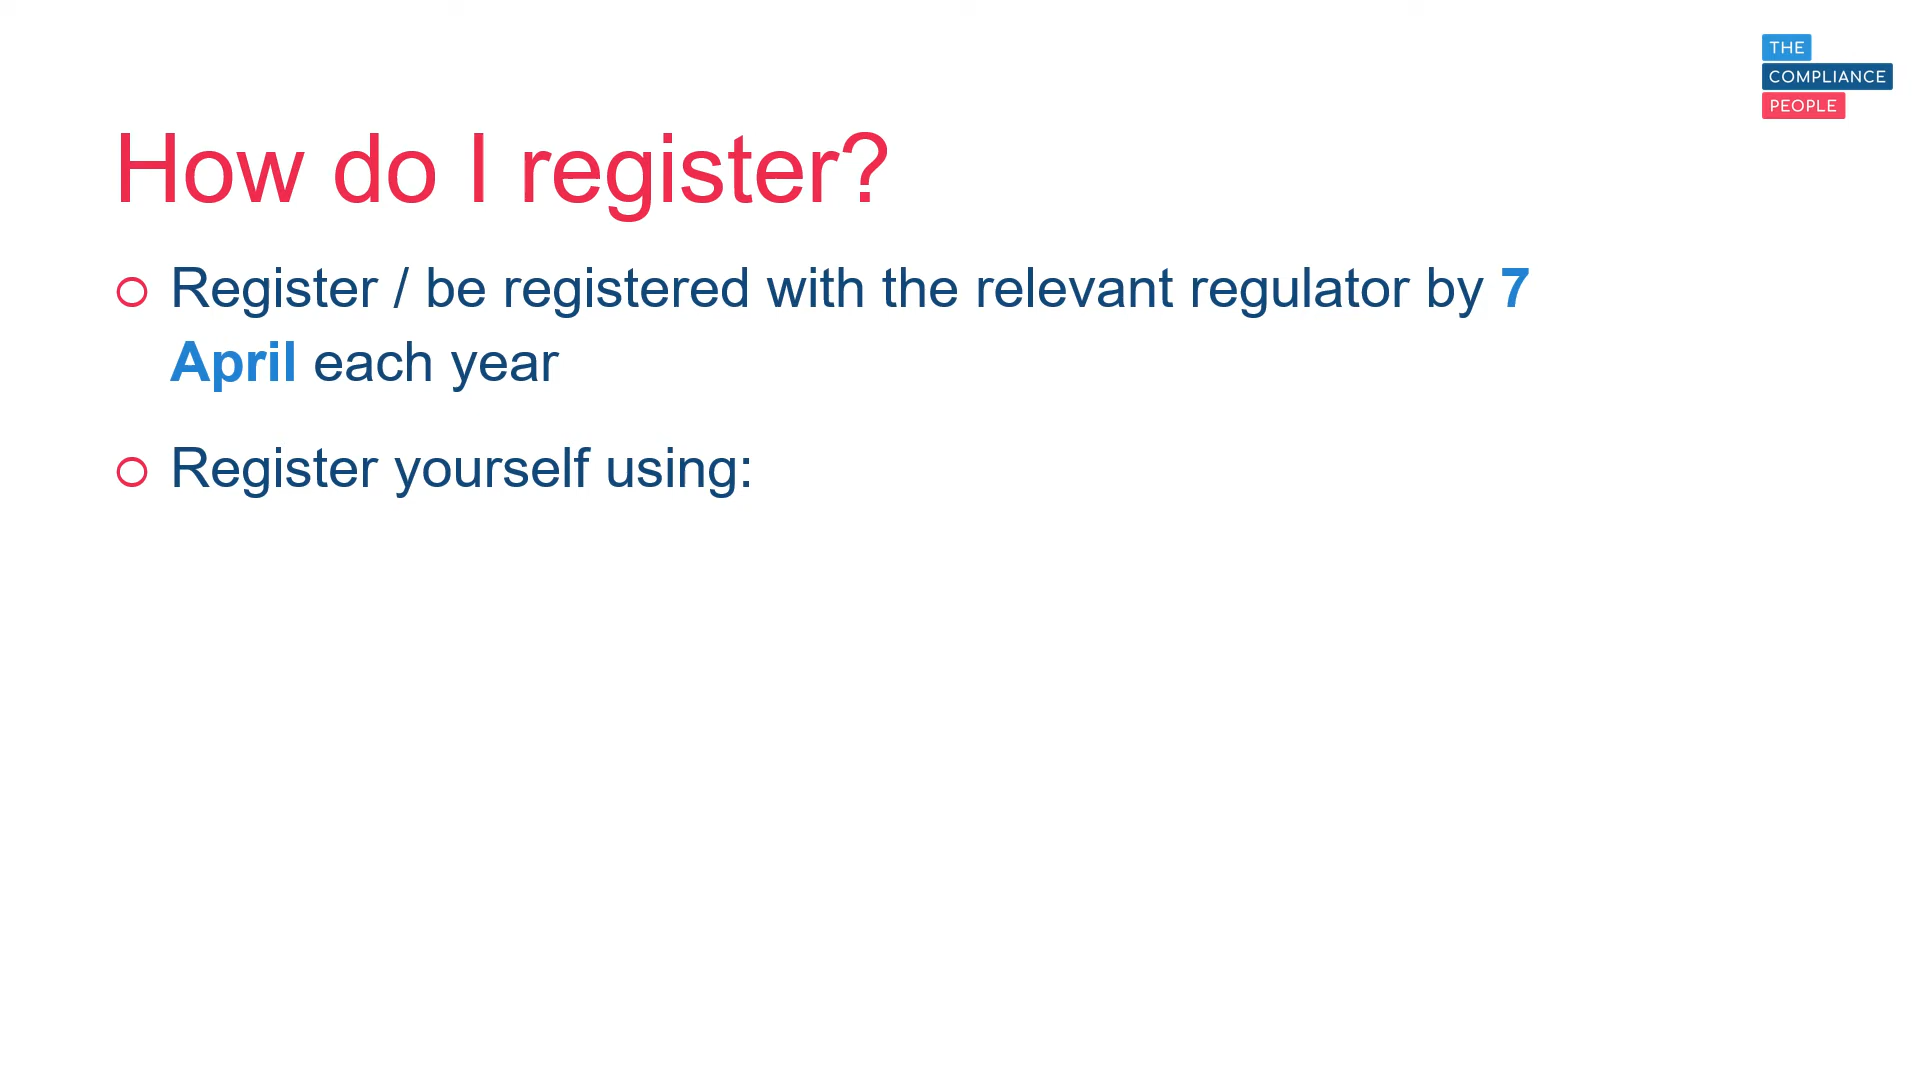 THE
COMPLIANCE
PEOPLE
How do I register?
Register / be registered with the relevant regulator by 7
April each year
Register yourself using: